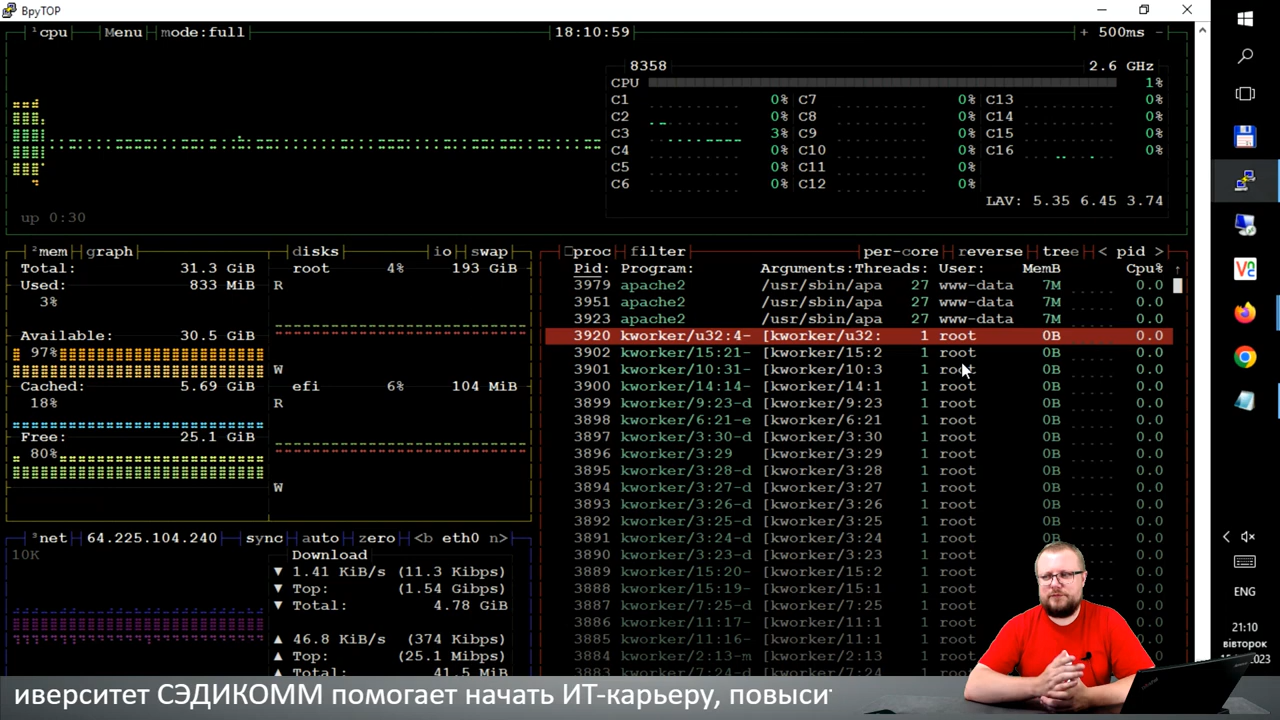 BpyTOP
¹cpu Menu mode:full 18:10:59 + 500ms -
8358 2.6 GHz
CPU 1%
C1 0% C7 0% C13 0%
C2 0% C8 0% C14 0%
C3 3% C9 0% C15 0%
C4 0% C10 0% C16 0%
C5 0% C11 0%
C6 0% C12 0%
LAV: 5.35 6.45 3.74
up 0:30
²mem graph disks io swap
Total: 31.3 GiB root 4% 193 GiB
Used: 833 MiB R
3%
Available: 30.5 GiB
97% W
Cached: 5.69 GiB efi 6% 104 MiB
18% R
Free: 25.1 GiB
80%
W
proc filter per-core reverse tree < pid >
Pid: Program: Arguments: Threads: User: MemB Cpu% ↑
3979 apache2 /usr/sbin/apa 27 www-data 7M 0.0
3951 apache2 /usr/sbin/apa 27 www-data 7M 0.0
3923 apache2 /usr/sbin/apa 27 www-data 7M 0.0
3920 kworker/u32:4- [kworker/u32: 1 root 0B 0.0
3902 kworker/15:21- [kworker/15:2 1 root 0B 0.0
3901 kworker/10:31- [kworker/10:3 1 root 0B 0.0
3900 kworker/14:14- [kworker/14:1 1 root 0B 0.0
3899 kworker/9:23-d [kworker/9:23 1 root 0B 0.0
3898 kworker/6:21-e [kworker/6:21 1 root 0B 0.0
3897 kworker/3:30-d [kworker/3:30 1 root 0B 0.0
3896 kworker/3:29 [kworker/3:29 1 root 0B 0.0
3895 kworker/3:28-d [kworker/3:28 1 root 0B 0.0
3894 kworker/3:27-d [kworker/3:27 1 root 0B 0.0
3893 kworker/3:26-d [kworker/3:26 1 root 0B 0.0
3892 kworker/3:25-d [kworker/3:25 1 root 0B 0.0
3891 kworker/3:24-d [kworker/3:24 1 root 0B 0.0
3890 kworker/3:23-d [kworker/3:23 1 root 0.0
3889 kworker/15:20- [kworker/15:2 1 root 0.0
3888 kworker/15:19- [kworker/15:1 1 root 0.0
3887 kworker/7:25-d [kworker/7:25 1 root 0.0
3886 kworker/11:17- [kworker/11:1 1 root 0.0
3885 kworker/11:16- [kworker/11:1 1 root 0.0
3884 kworker/2:13-m [kworker/2:13 1 root 0.0
³net 64.225.104.240 sync auto zero <b eth0 n>
10K Download
▼ 1.41 KiB/s (11.3 Kibps)
▼ Top: (1.54 Gibps)
▼ Total: 4.78 GiB
▲ 46.8 KiB/s (374 Kibps)
▲ Top: (25.1 Mibps)
▲ Total: 41.5 MiB
ENG
21:10
вівторок
2023
иверситет СЭДИКОММ помогает начать ИТ-карьеру, повыси